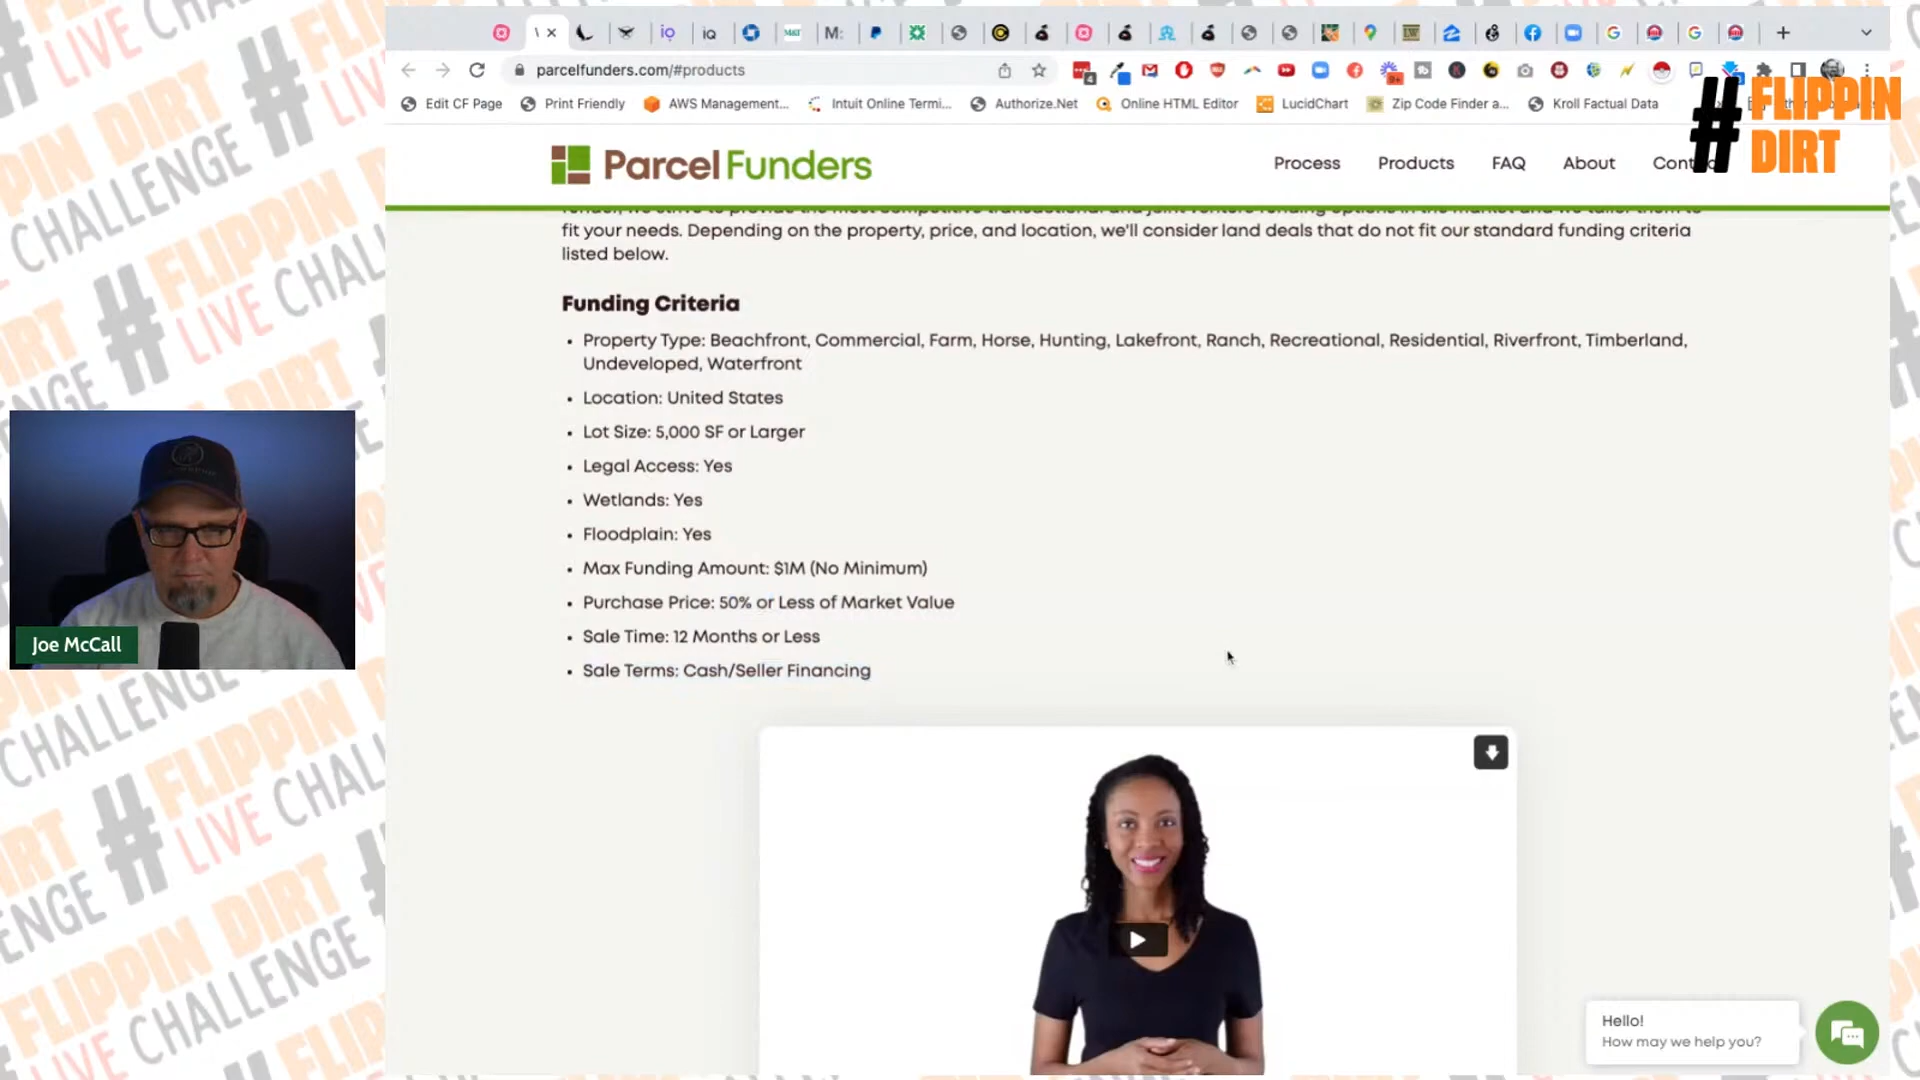 parcelfunders.com/#products
Edit CF Page
Print Friendly
AWS Management...
Intuit Online Termi...
Authorize.Net
Online HTML Editor
LucidChart
Zip Code Finder a...
Kroll Factual Data
#FLIPPIN
DIRT
ParcelFunders
Process
Products
FAQ
About
fit your needs. Depending on the property, price, and location, we'll consider land deals that do not fit our standard funding criteria
listed below.
Funding Criteria
• Property Type: Beachfront, Commercial, Farm, Horse, Hunting, Lakefront, Ranch, Recreational, Residential, Riverfront, Timberland,
Undeveloped, Waterfront
• Location: United States
• Lot Size: 5,000 SF or Larger
• Legal Access: Yes
• Wetlands: Yes
• Floodplain: Yes
• Max Funding Amount: $1M (No Minimum)
• Purchase Price: 50% or Less of Market Value
• Sale Time: 12 Months or Less
• Sale Terms: Cash/Seller Financing
Joe McCall
Hello!
How may we help you?
#FLIPPIN DIRT
LIVE CHALLENGE